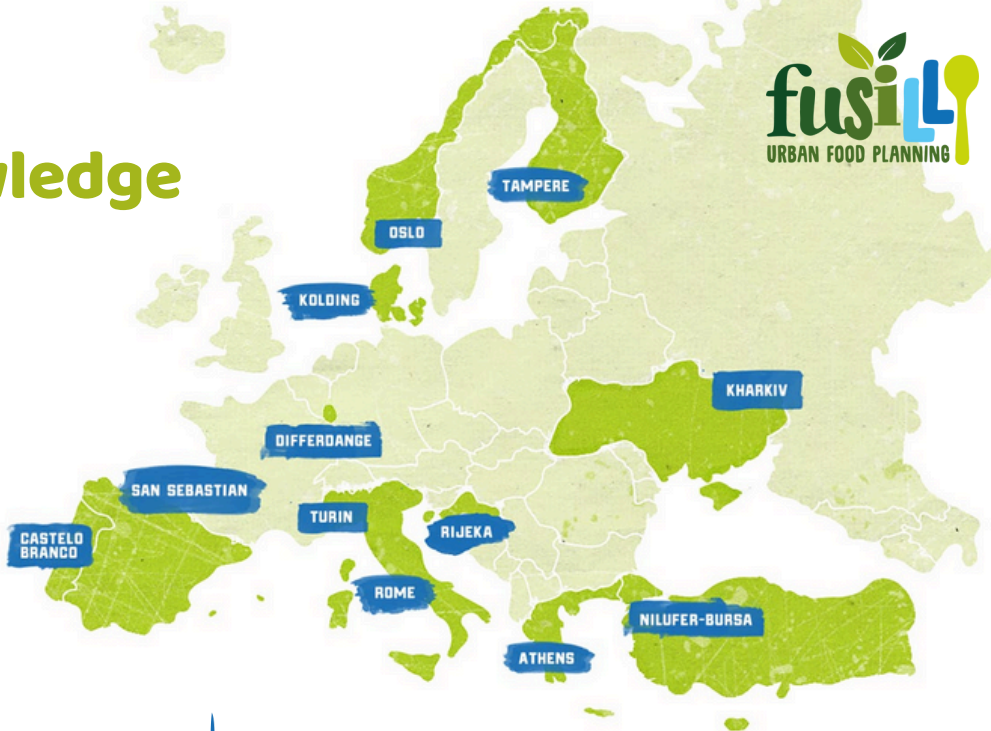 fusilli
URBAN FOOD PLANNING
wledge
TAMPERE
OSLO
KOLDING
KHARKIV
DIFFERDANGE
SAN SEBASTIAN
TURIN
RIJEKA
CASTELO
BRANCO
ROME
NILUFER-BURSA
ATHENS